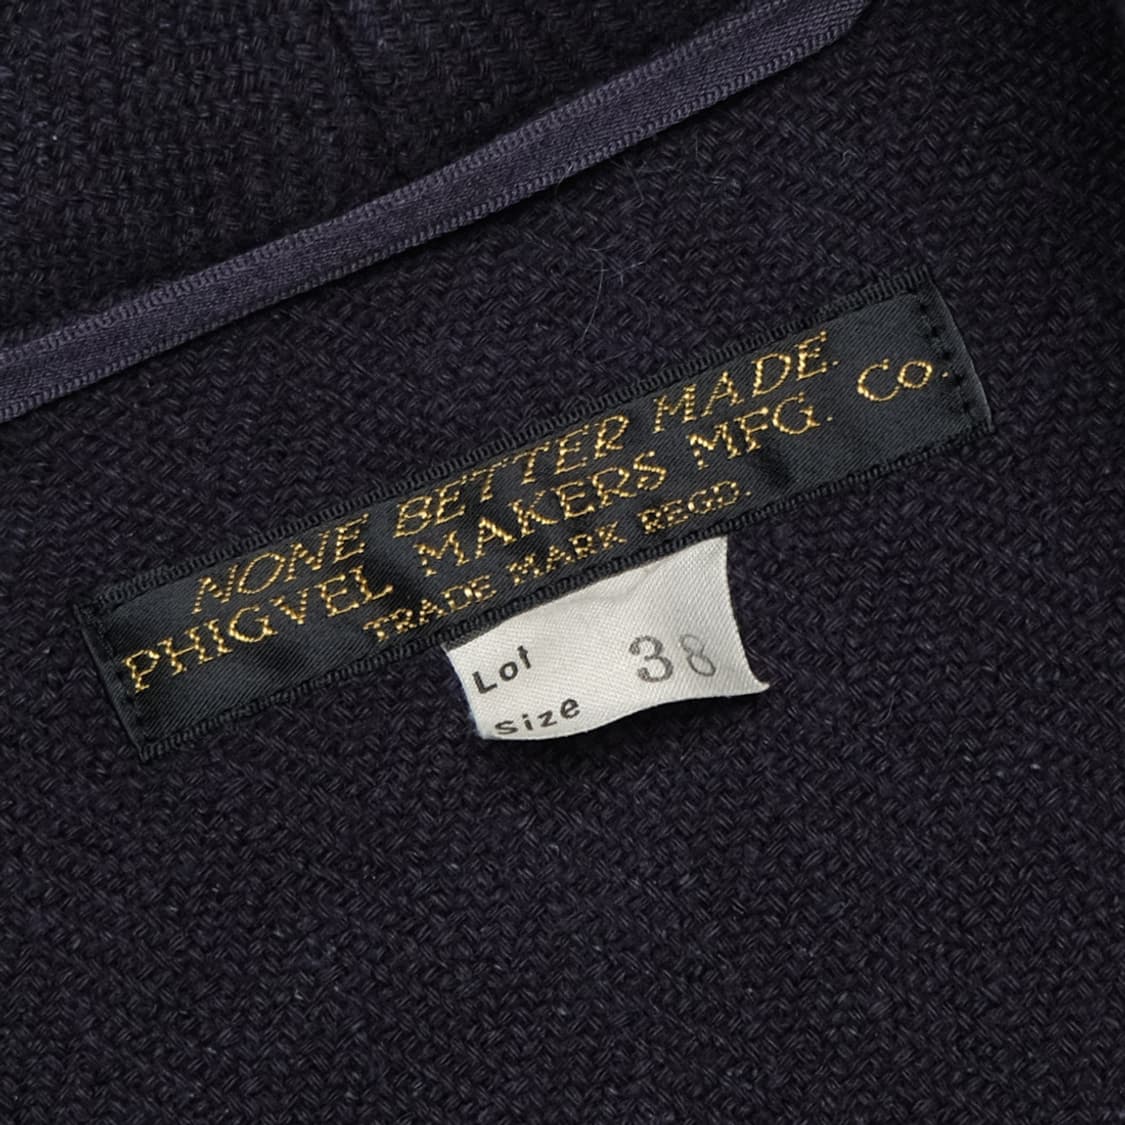 NONE BETTER MADE.
PHIGVEL MAKERS MFG. Co.
TRADE MARK REGD.
Lot 38
Size